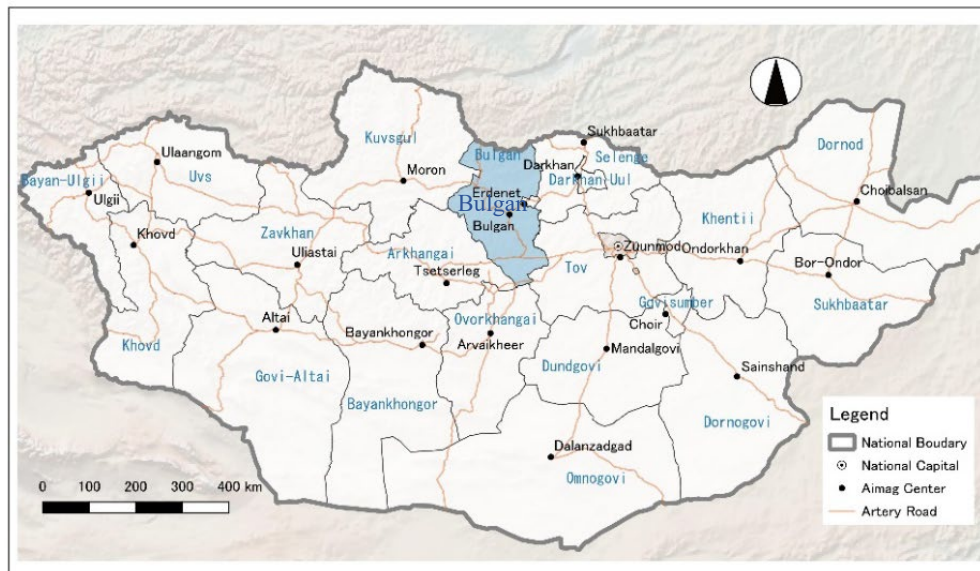 Sukhbaatar
Dornod
Kuvsgul
Bulgan
Selenge
Ulaangom
Darkhan
Bayan-Ulgii
Uvs
Moron
Darkhan-Uul
Ulgii
Erdenet
Choibalsan
Bulgan
Khentii
Bulgan
Khovd
Zavkhan
Arkhangai
Zuunmod
Ondorkhan
Uliastai
Tov
Bor-Ondor
Tsetserleg
Govisumber
Sukhbaatar
Altai
Ovorkhangai
Choir
Bayankhongor
Arvaikheer
Khovd
Mandalgovi
Dundgovi
Govi-Altai
Sainshand
Bayankhongor
Dornogovi
Dalanzadgad
Omnogovi
Legend
National Boudary
National Capital
Aimag Center
Artery Road
0 100 200 300 400 km